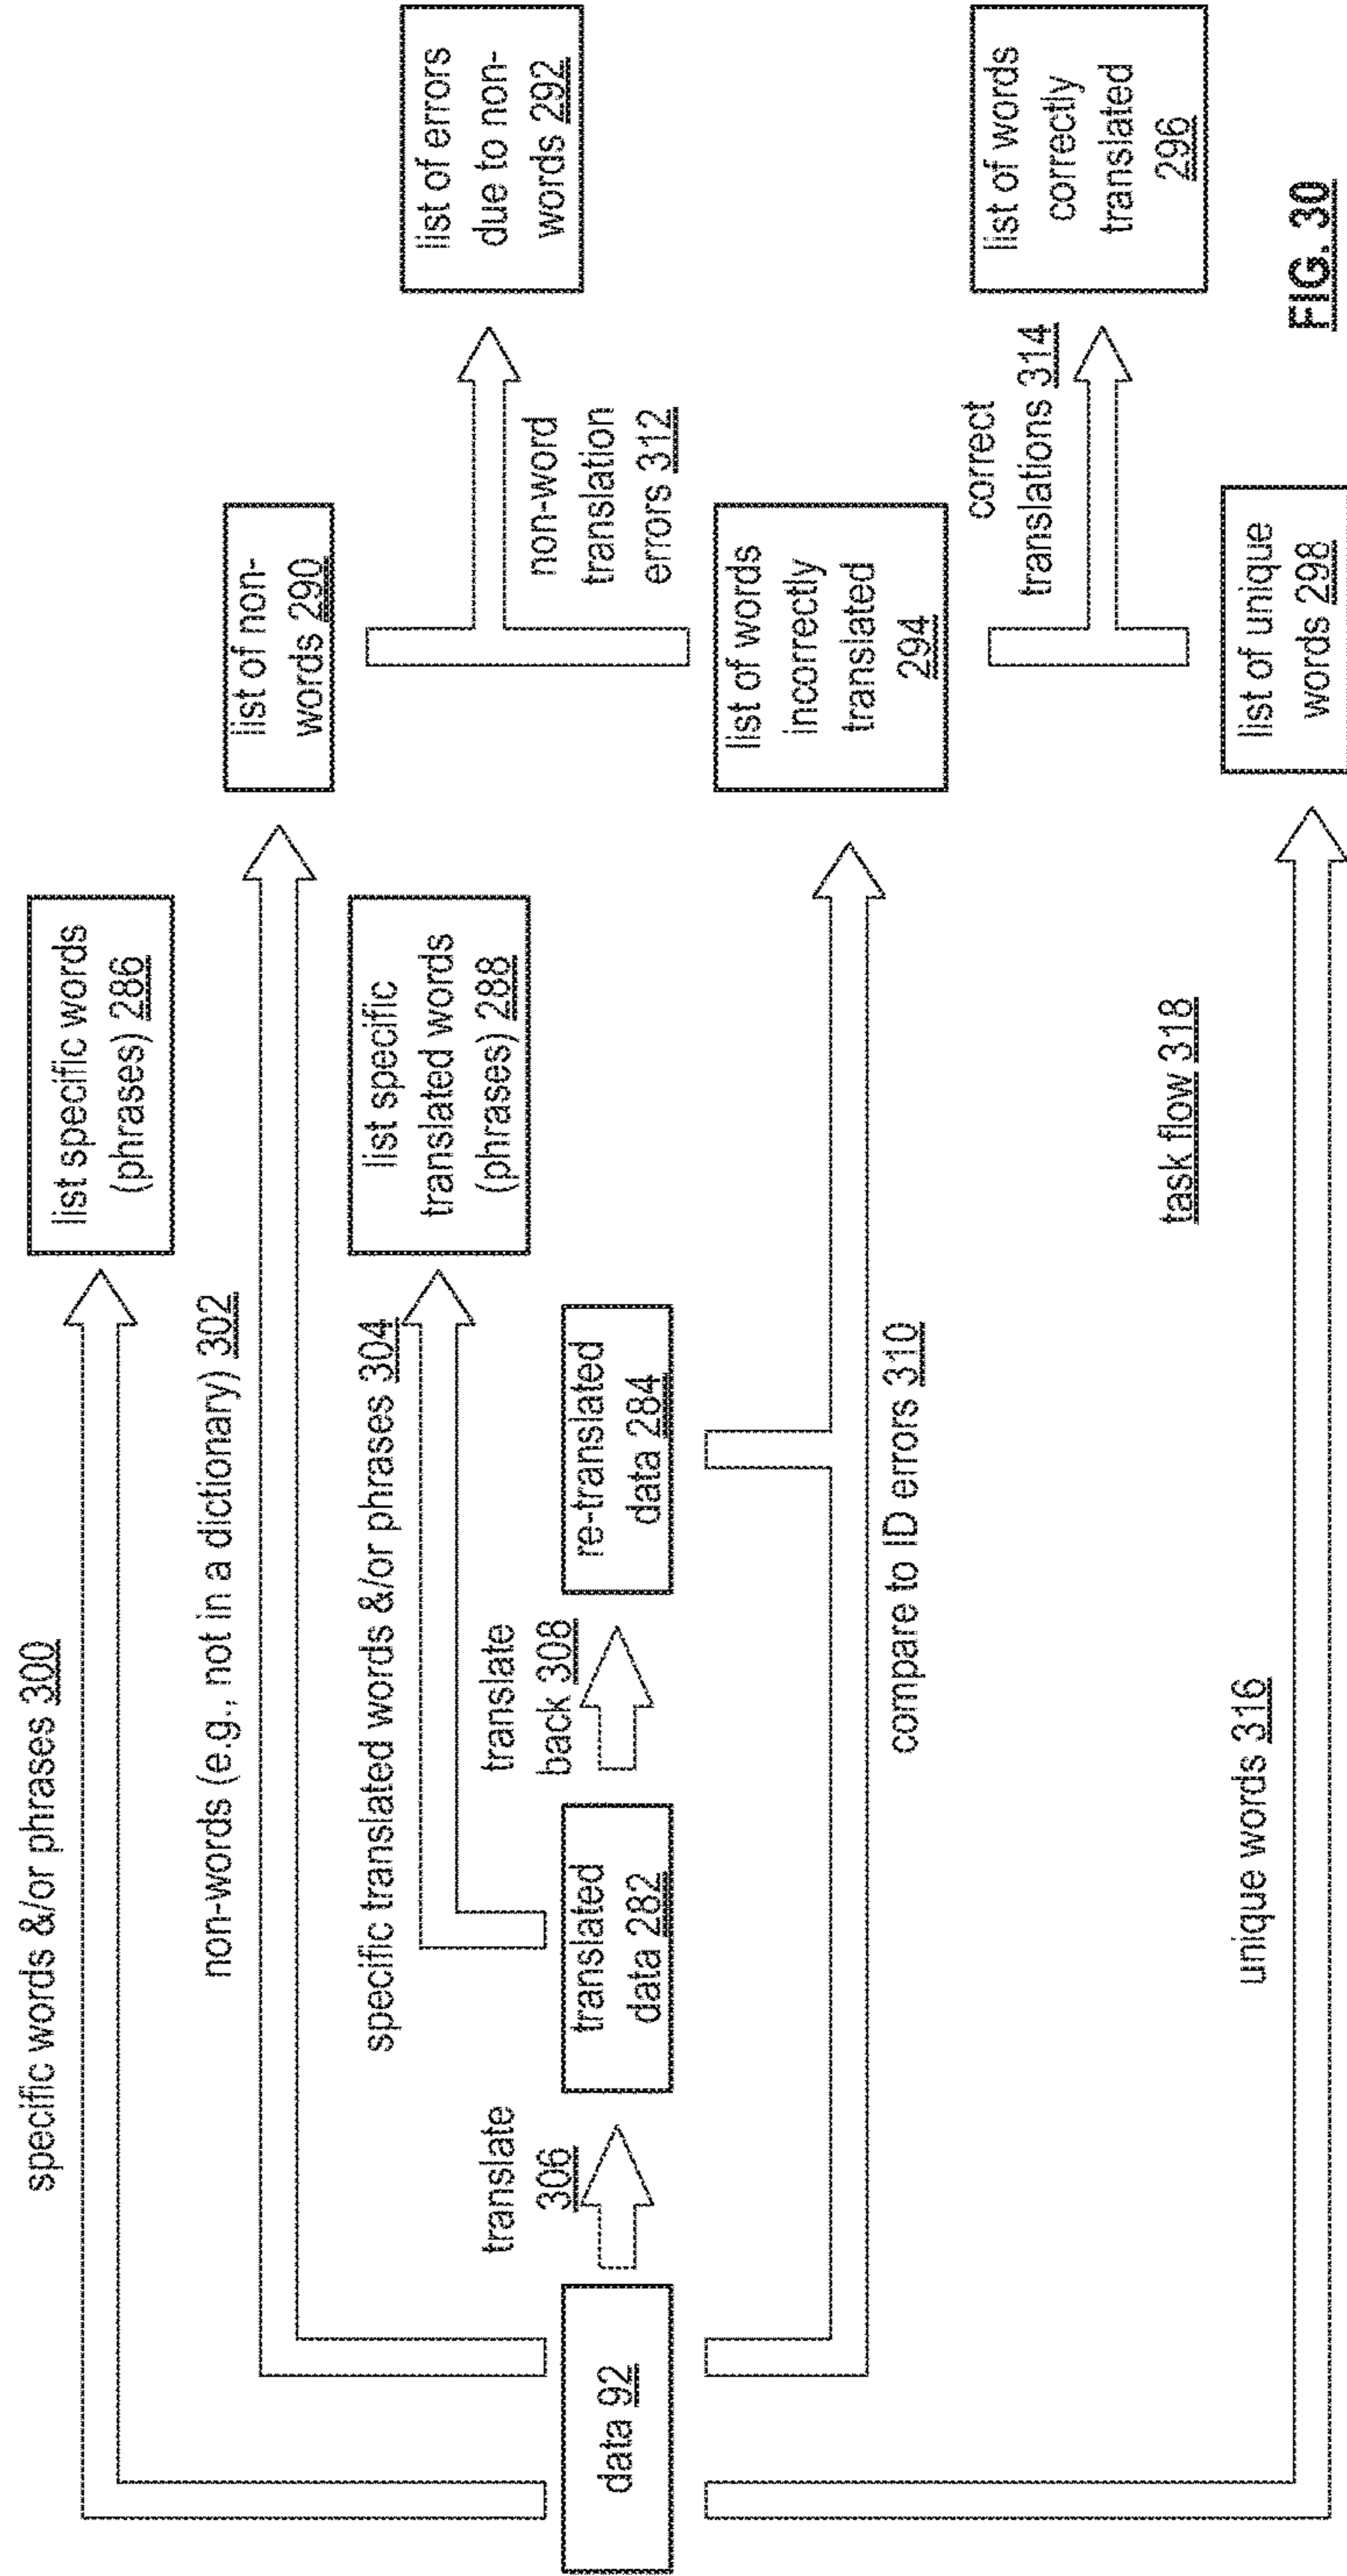 specific words &/or phrases 300
list specific words
(phrases) 286
non-words (e.g., not in a dictionary) 302
list of non-
words 290
specific translated words &/or phrases 304
list specific
translated words
(phrases) 288
list of errors
due to non-
words 292
non-word
translation
errors 312
translate
306
translate
back 308
data 92
translated
data 282
re-translated
data 284
compare to ID errors 310
list of words
incorrectly
translated
294
correct
translations 314
list of words
correctly
translated
296
task flow 318
unique words 316
list of unique
words 298
FIG. 30